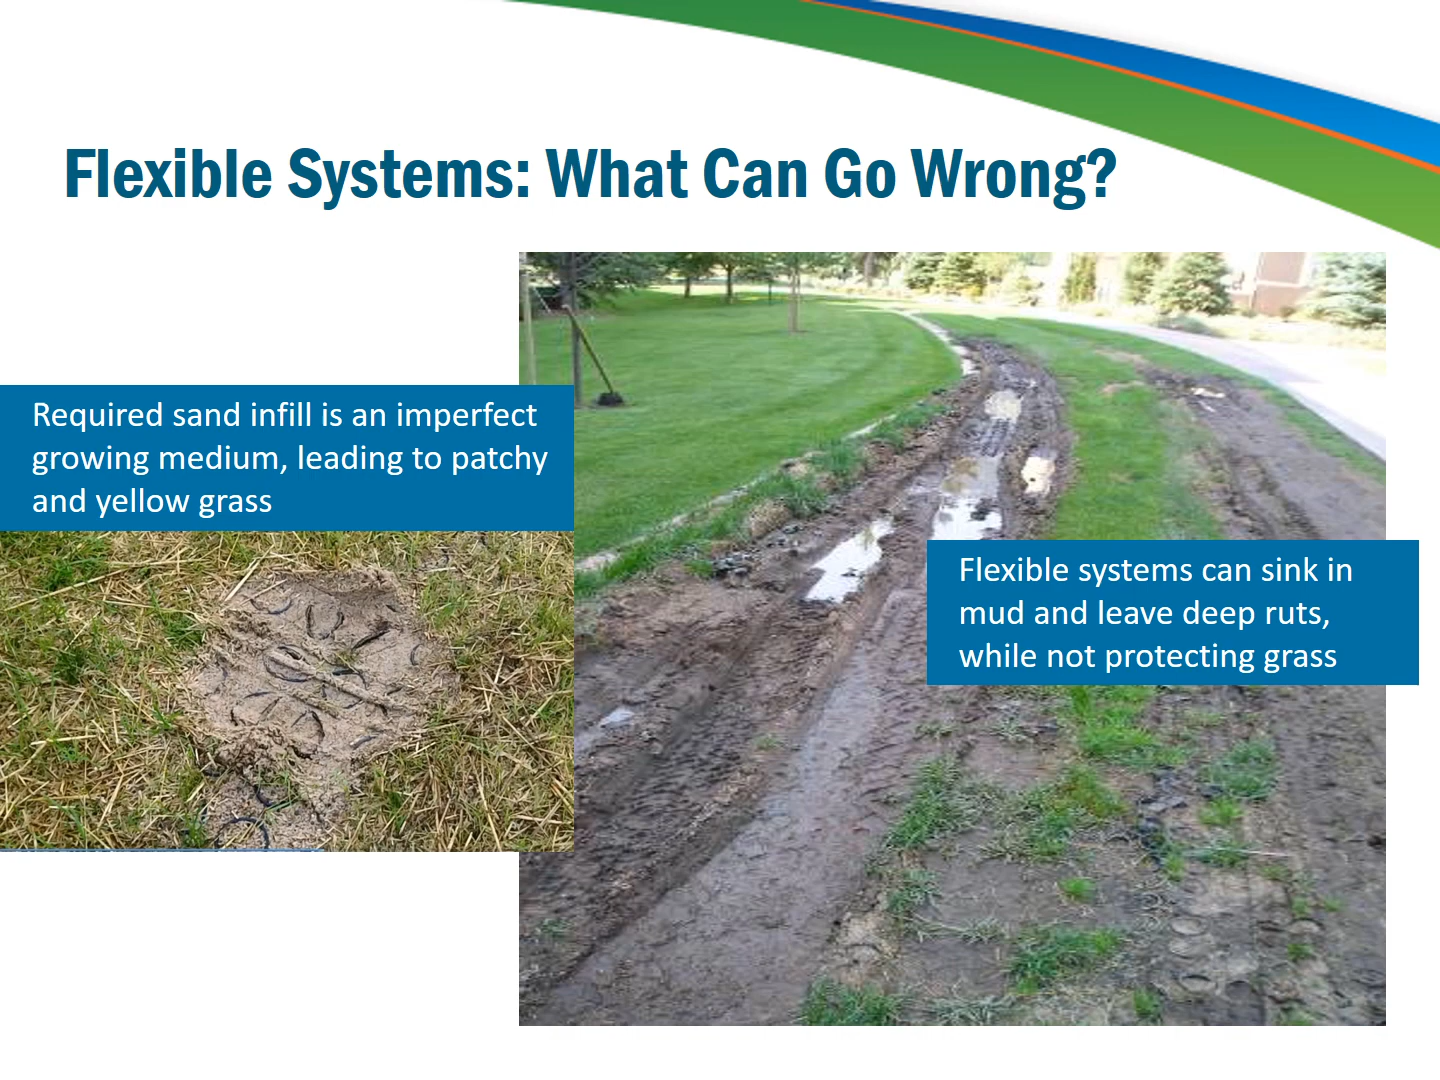 Flexible Systems: What Can Go Wrong?
Required sand infill is an imperfect
growing medium, leading to patchy
and yellow grass
Flexible systems can sink in
mud and leave deep ruts,
while not protecting grass